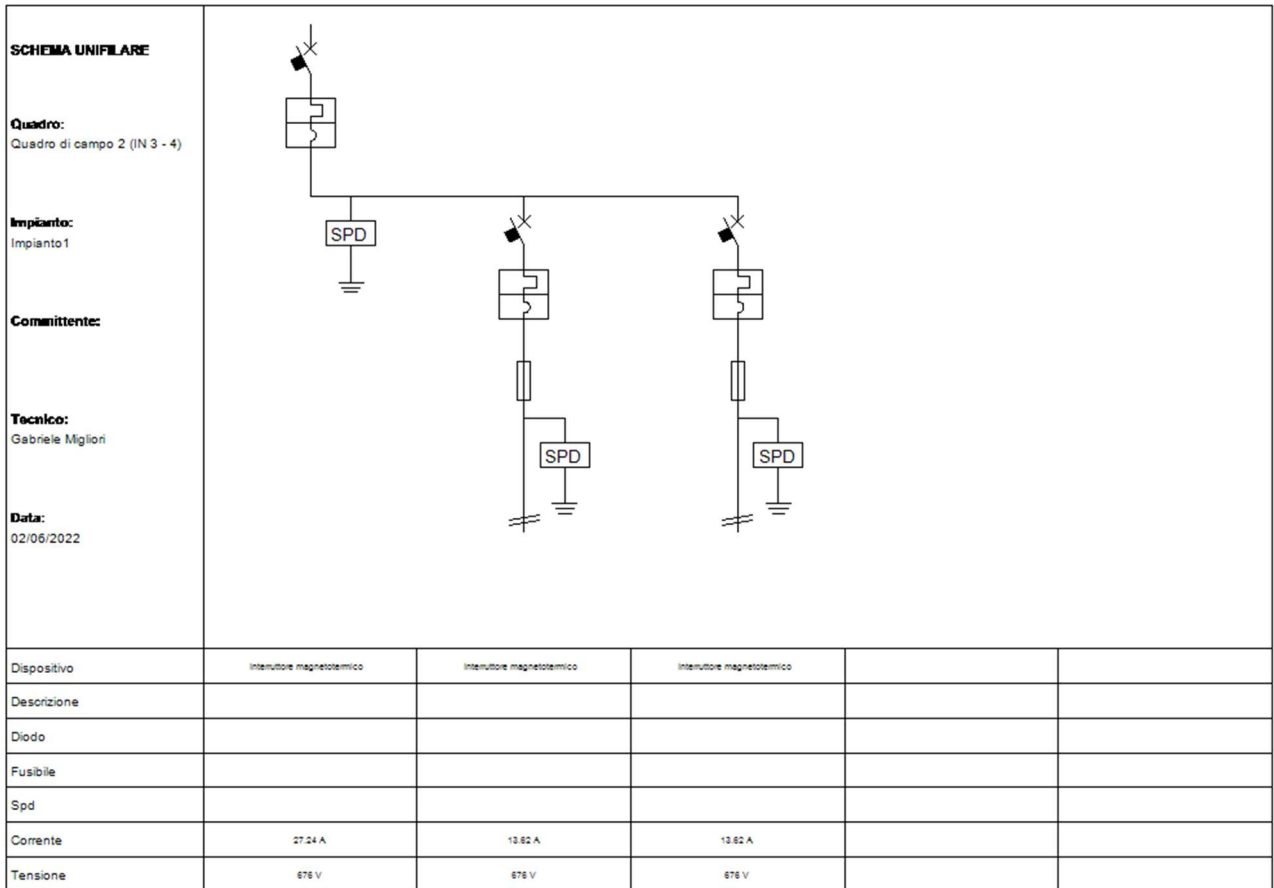 SCHEMA UNIFILARE
Quadro:
Quadro di campo 2 (IN 3 - 4)
Impianto:
Impianto1
Committente:
Tecnico:
Gabriele Migliori
Data:
02/06/2022
SPD
SPD
SPD
Dispositivo Interruttore magnetotermico Interruttore magnetotermico Interruttore magnetotermico
Descrizione
Diodo
Fusibile
Spd
Corrente 27.24 A 13.62 A 13.62 A
Tensione 676 V 676 V 676 V